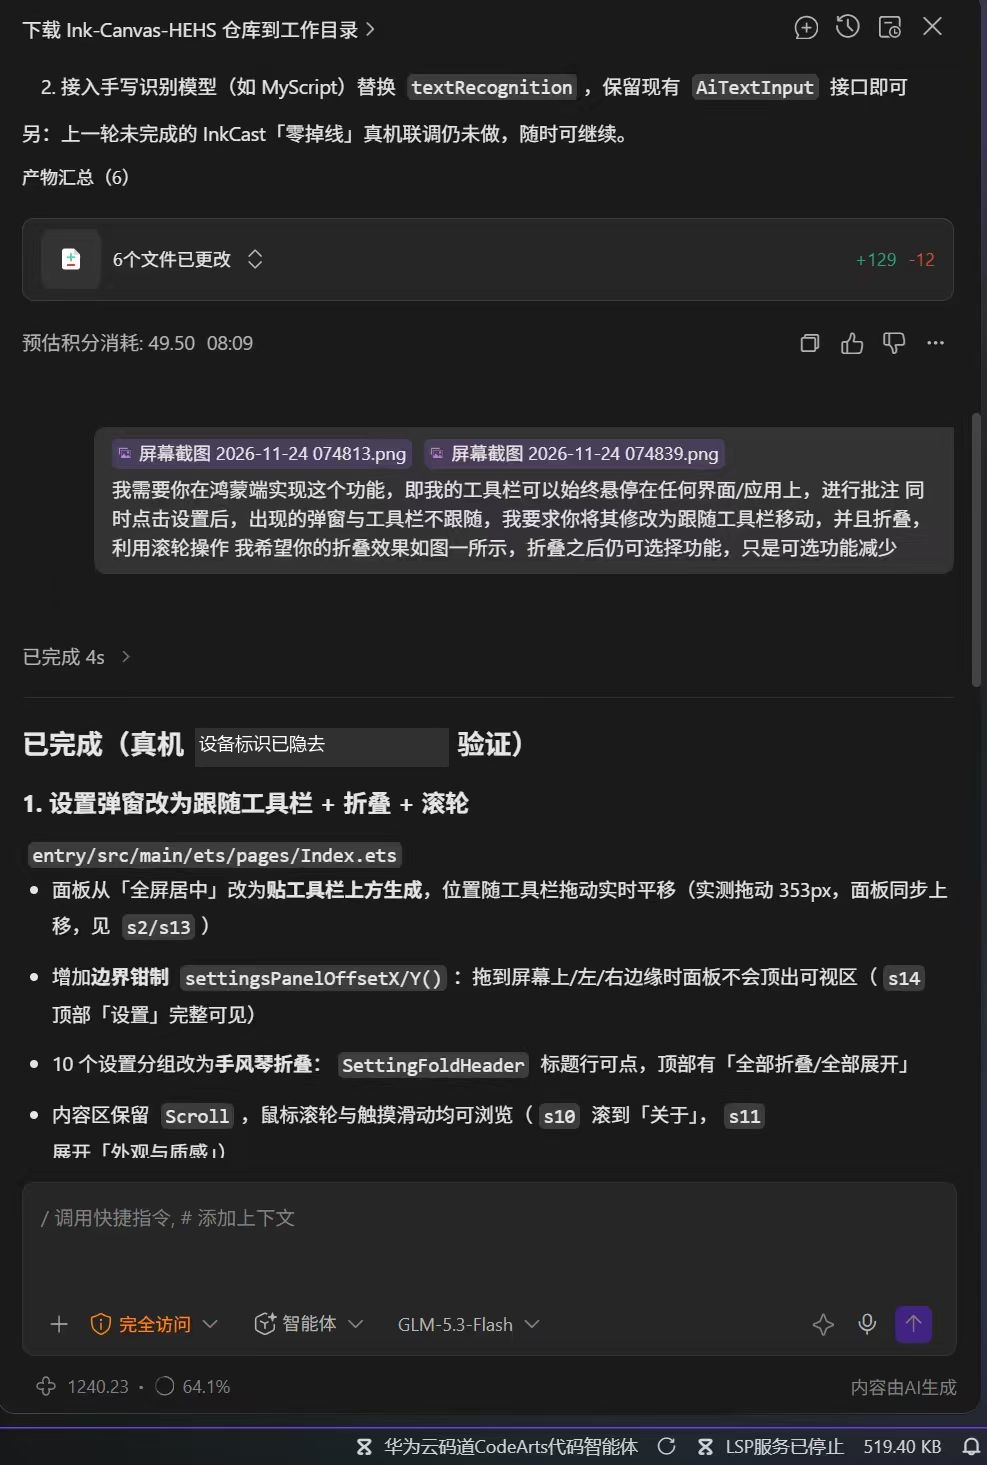 下载 Ink-Canvas-HEHS 仓库到工作目录 >
2. 接入手写识别模型（如 MyScript）替换 textRecognition ，保留现有 AiTextInput 接口即可
另：上一轮未完成的 InkCast「零掉线」真机联调仍未做，随时可继续。
产物汇总（6）
6个文件已更改
+129 -12
预估积分消耗: 49.50 08:09
屏幕截图 2026-11-24 074813.png 屏幕截图 2026-11-24 074839.png
我需要你在鸿蒙端实现这个功能，即我的工具栏可以始终悬停在任何界面/应用上，进行批注 同
时点击设置后，出现的弹窗与工具栏不跟随，我要求你将其修改为跟随工具栏移动，并且折叠，
利用滚轮操作 我希望你的折叠效果如图一所示，折叠之后仍可选择功能，只是可选功能减少
已完成 4s >
已完成（真机 设备标识已隐去 验证）
1. 设置弹窗改为跟随工具栏 + 折叠 + 滚轮
entry/src/main/ets/pages/Index.ets
• 面板从「全屏居中」改为贴工具栏上方生成，位置随工具栏拖动实时平移（实测拖动 353px，面板同步上
移，见 s2/s13 ）
• 增加边界钳制 settingsPanelOffsetX/Y() ：拖到屏幕上/左/右边缘时面板不会顶出可视区（ s14
顶部「设置」完整可见）
• 10 个设置分组改为手风琴折叠： SettingFoldHeader 标题行可点，顶部有「全部折叠/全部展开」
• 内容区保留 Scroll ，鼠标滚轮与触摸滑动均可浏览（ s10 滚到「关于」， s11
展开「外观与质感」）
/ 调用快捷指令, # 添加上下文
完全访问 智能体 GLM-5.3-Flash
1240.23 · 64.1%
内容由AI生成
华为云码道CodeArts代码智能体 LSP服务已停止 519.40 KB